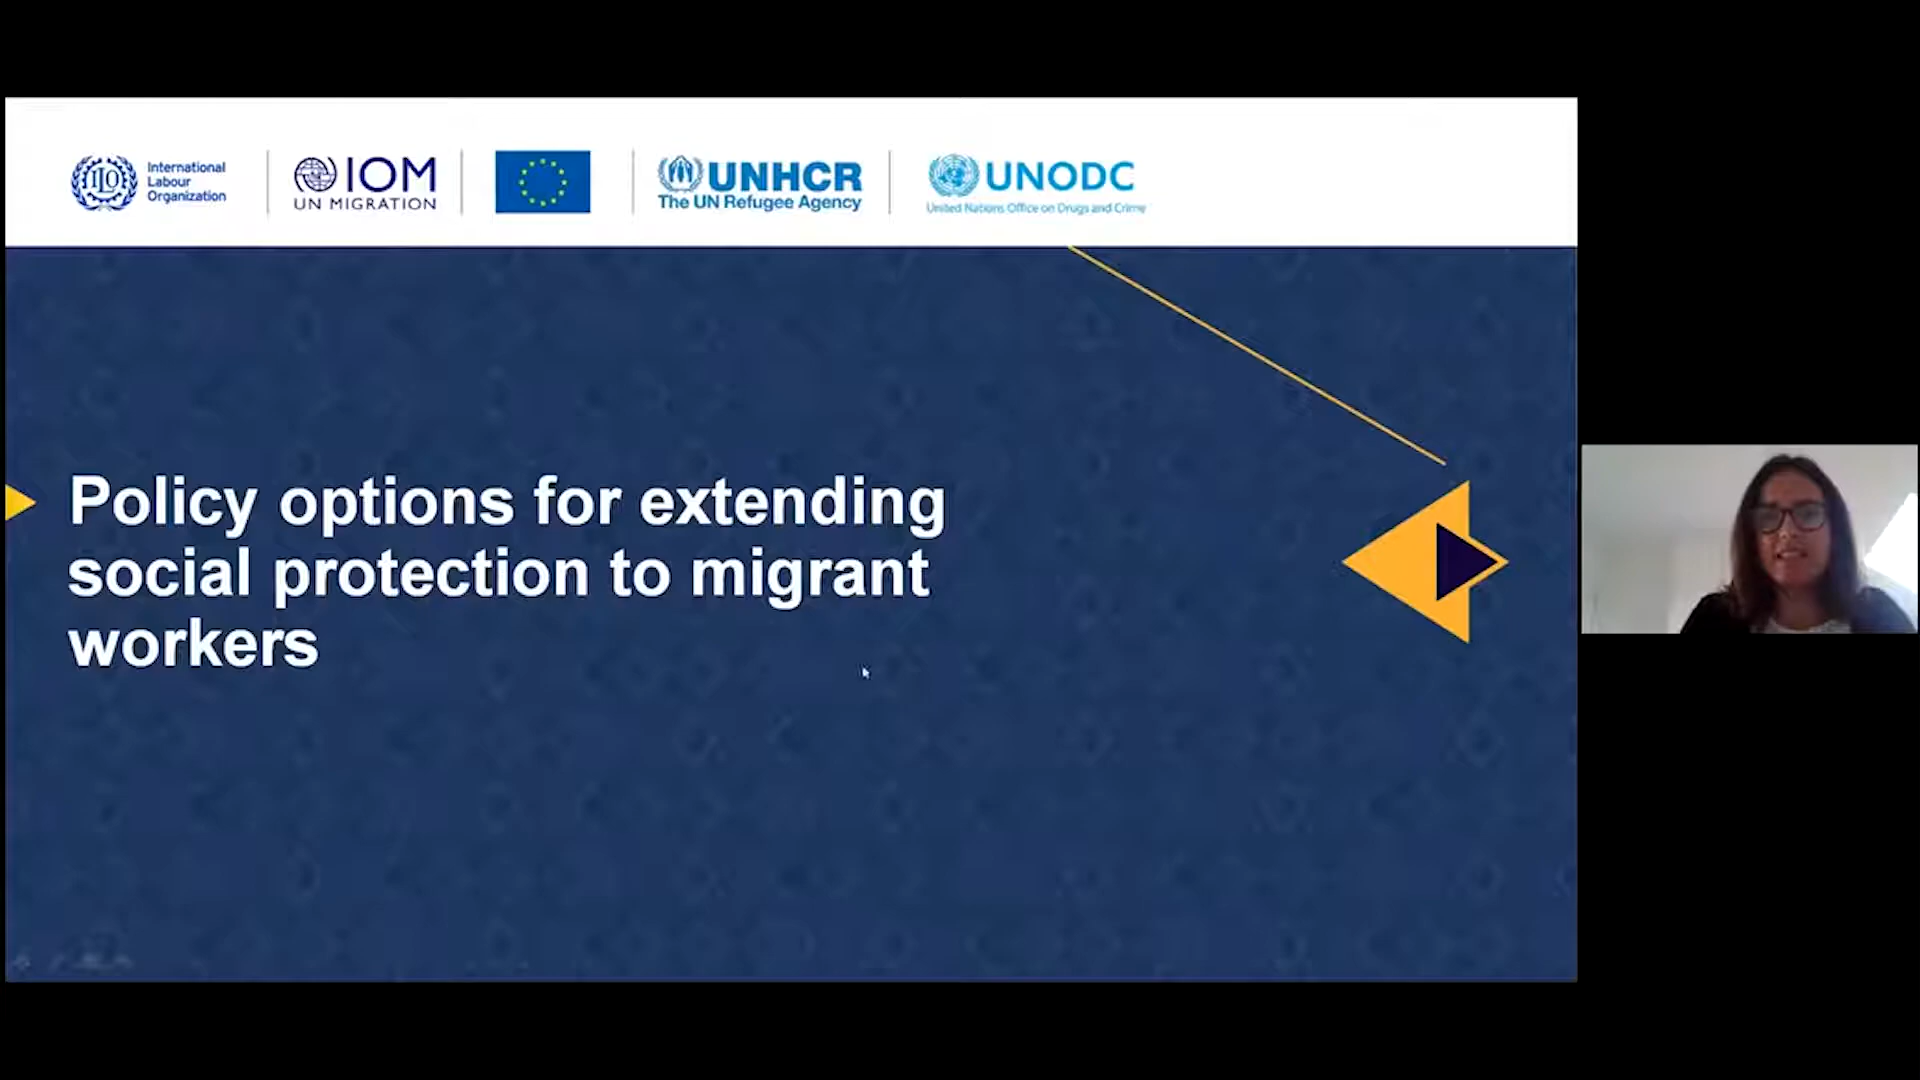 International
Labour
Organization
IOM
UN MIGRATION
UNHCR
The UN Refugee Agency
UNODC
United Nations Office on Drugs and Crime
Policy options for extending
social protection to migrant
workers